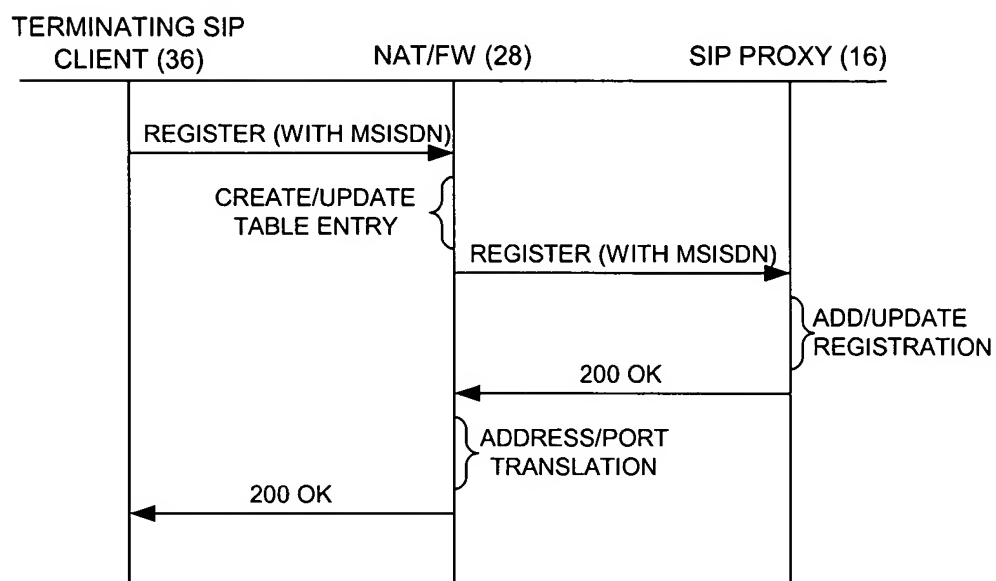 TERMINATING SIP
CLIENT (36)
NAT/FW (28)
SIP PROXY (16)
REGISTER (WITH MSISDN)
CREATE/UPDATE
TABLE ENTRY
REGISTER (WITH MSISDN)
ADD/UPDATE
REGISTRATION
200 OK
ADDRESS/PORT
TRANSLATION
200 OK